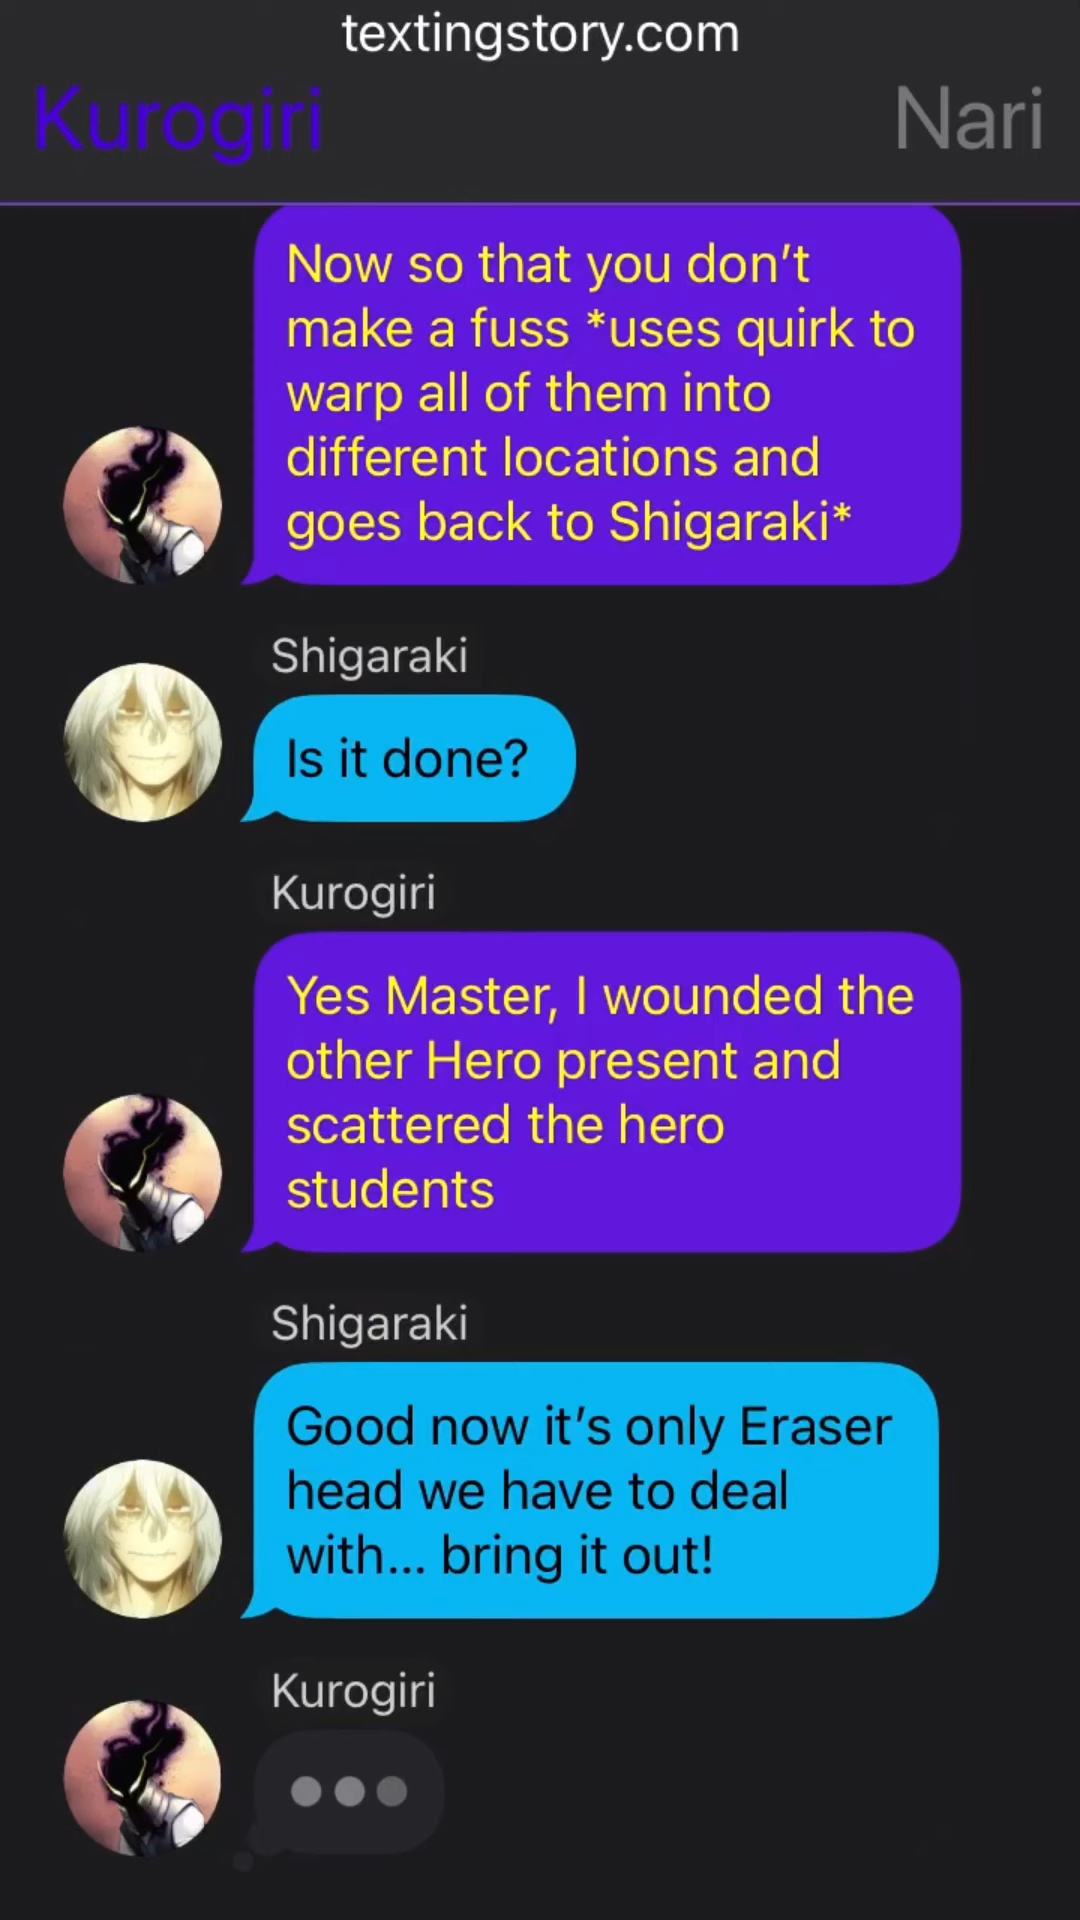 textingstory.com
Kurogiri
Nari
Now so that you don’t
make a fuss *uses quirk to
warp all of them into
different locations and
goes back to Shigaraki*
Shigaraki
Is it done?
Kurogiri
Yes Master, I wounded the
other Hero present and
scattered the hero
students
Shigaraki
Good now it’s only Eraser
head we have to deal
with... bring it out!
Kurogiri